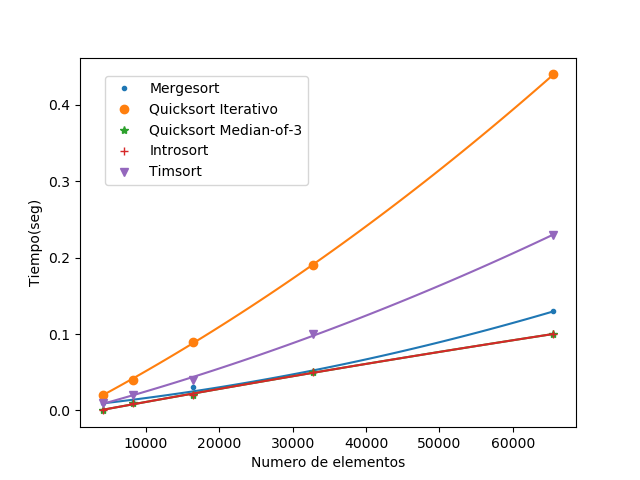 Mergesort
Quicksort Iterativo
Quicksort Median-of-3
Introsort
Timsort
0.4
0.3
0.2
0.1
0.0
Tiempo(seg)
10000 20000 30000 40000 50000 60000
Numero de elementos